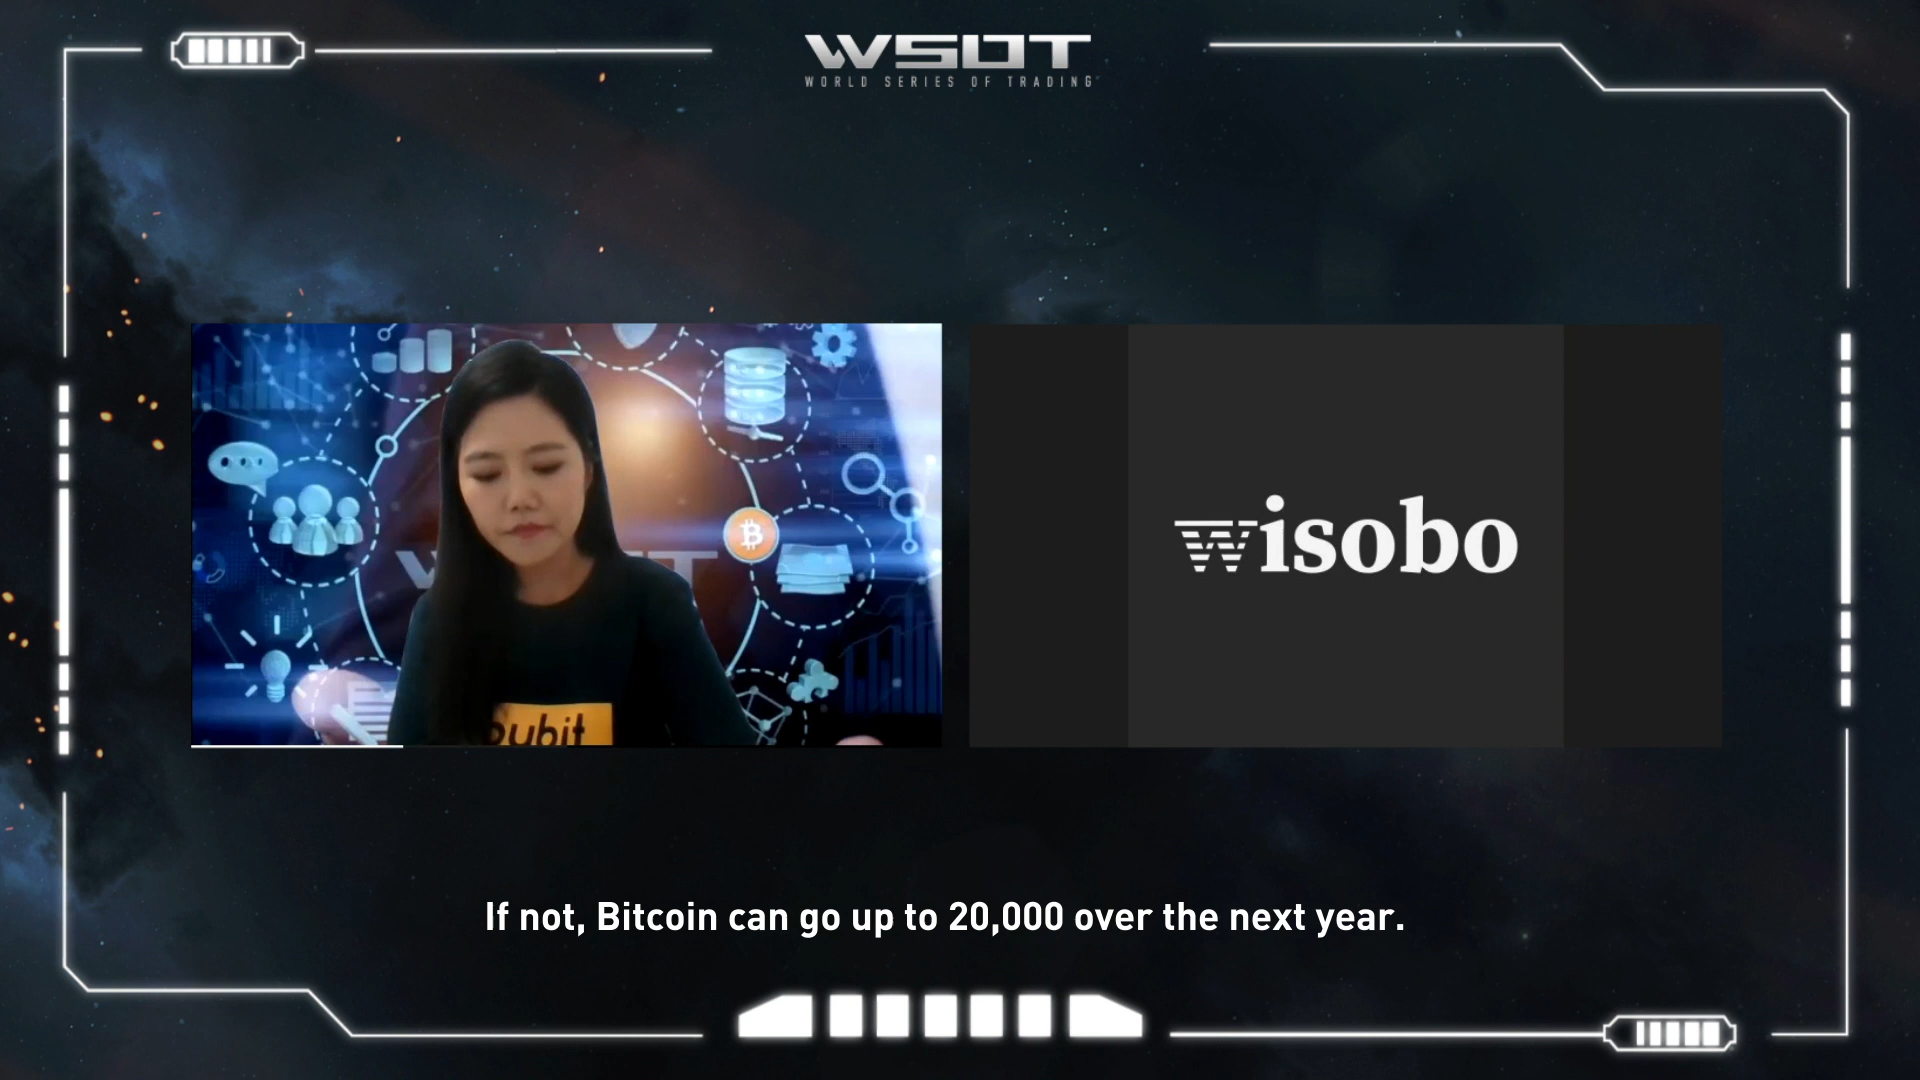 WSOT
WORLD SERIES OF TRADING
bybit
wisobo
If not, Bitcoin can go up to 20,000 over the next year.